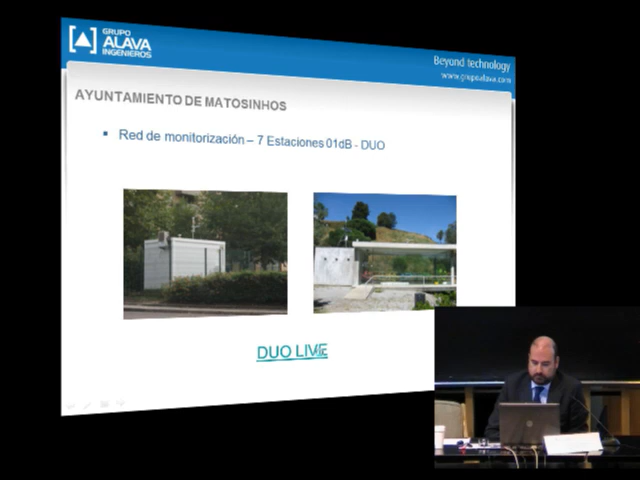 GRUPO
ALAVA
INGENIEROS
Beyond technology
www.grupoalava.com
AYUNTAMIENTO DE MATOSINHOS
▪ Red de monitorización – 7 Estaciones 01dB - DUO
DUO LIVE